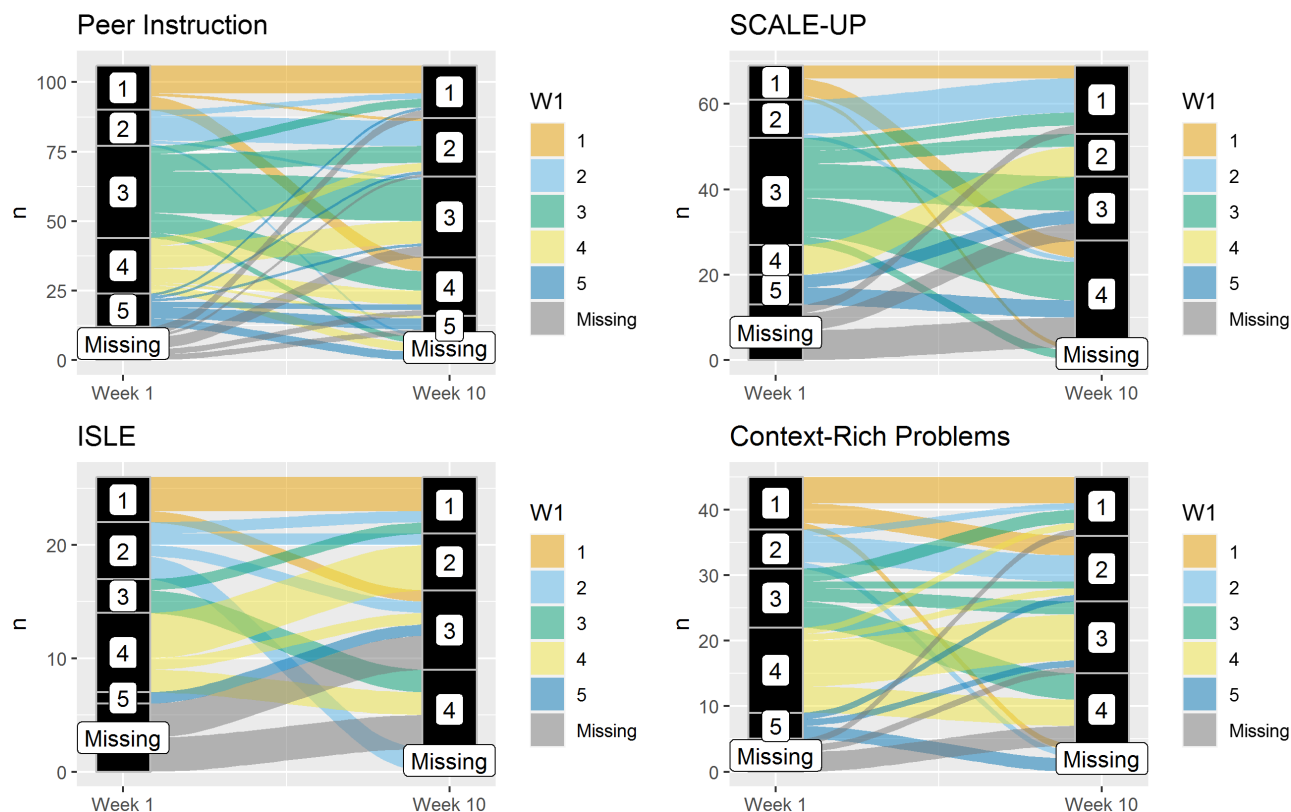 Peer Instruction
n
100
75
50
25
0
1
2
3
4
5
Missing
1
2
3
4
5
Missing
Week 1
Week 10
W1
1
2
3
4
5
Missing
SCALE-UP
n
60
40
20
0
1
2
3
4
5
Missing
1
2
3
4
Missing
Week 1
Week 10
W1
1
2
3
4
5
Missing
ISLE
n
20
10
0
1
2
3
4
5
Missing
1
2
3
4
Missing
Week 1
Week 10
W1
1
2
3
4
5
Missing
Context-Rich Problems
n
40
30
20
10
0
1
2
3
4
5
Missing
1
2
3
4
Missing
Week 1
Week 10
W1
1
2
3
4
5
Missing